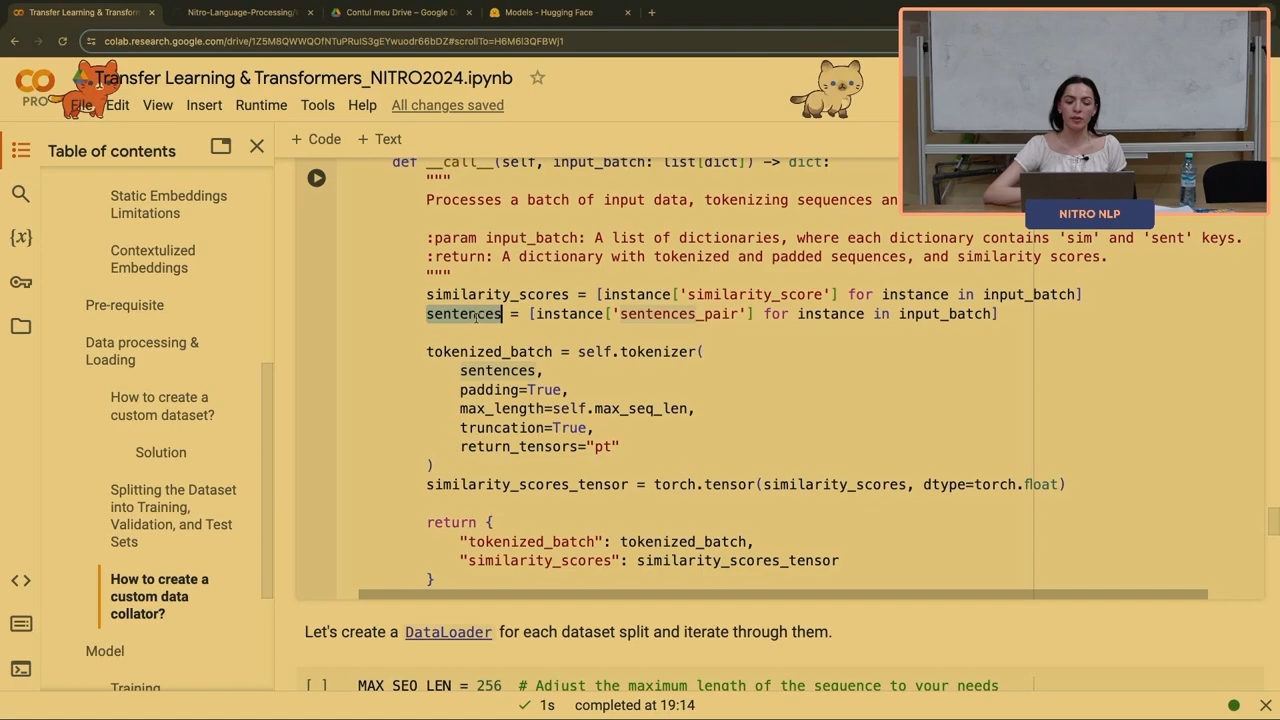 Transfer Learning & Transform
Nitro-Language-Processing/
Contul meu Drive – Google D
Models - Hugging Face
colab.research.google.com/drive/1Z5M8QWWQOfNTuPRulS3gEYwuodr66bDZ#scrollTo=H6M6l3QFBWj1
PRO
Transfer Learning & Transformers_NITRO2024.ipynb
File Edit View Insert Runtime Tools Help All changes saved
+ Code + Text
Table of contents
Static Embeddings
Limitations
Contextulized
Embeddings
Pre-requisite
Data processing &
Loading
How to create a
custom dataset?
Solution
Splitting the Dataset
into Training,
Validation, and Test
Sets
How to create a
custom data
collator?
Model
Training
def __call__(self, input_batch: list[dict]) -> dict:
"""
Processes a batch of input data, tokenizing sequences an
:param input_batch: A list of dictionaries, where each dictionary contains 'sim' and 'sent' keys.
:return: A dictionary with tokenized and padded sequences, and similarity scores.
"""
similarity_scores = [instance['similarity_score'] for instance in input_batch]
sentences = [instance['sentences_pair'] for instance in input_batch]
tokenized_batch = self.tokenizer(
sentences,
padding=True,
max_length=self.max_seq_len,
truncation=True,
return_tensors="pt"
)
similarity_scores_tensor = torch.tensor(similarity_scores, dtype=torch.float)
return {
"tokenized_batch": tokenized_batch,
"similarity_scores": similarity_scores_tensor
}
Let's create a DataLoader for each dataset split and iterate through them.
[ ] MAX_SEQ_LEN = 256 # Adjust the maximum length of the sequence to your needs
1s completed at 19:14
NITRO NLP